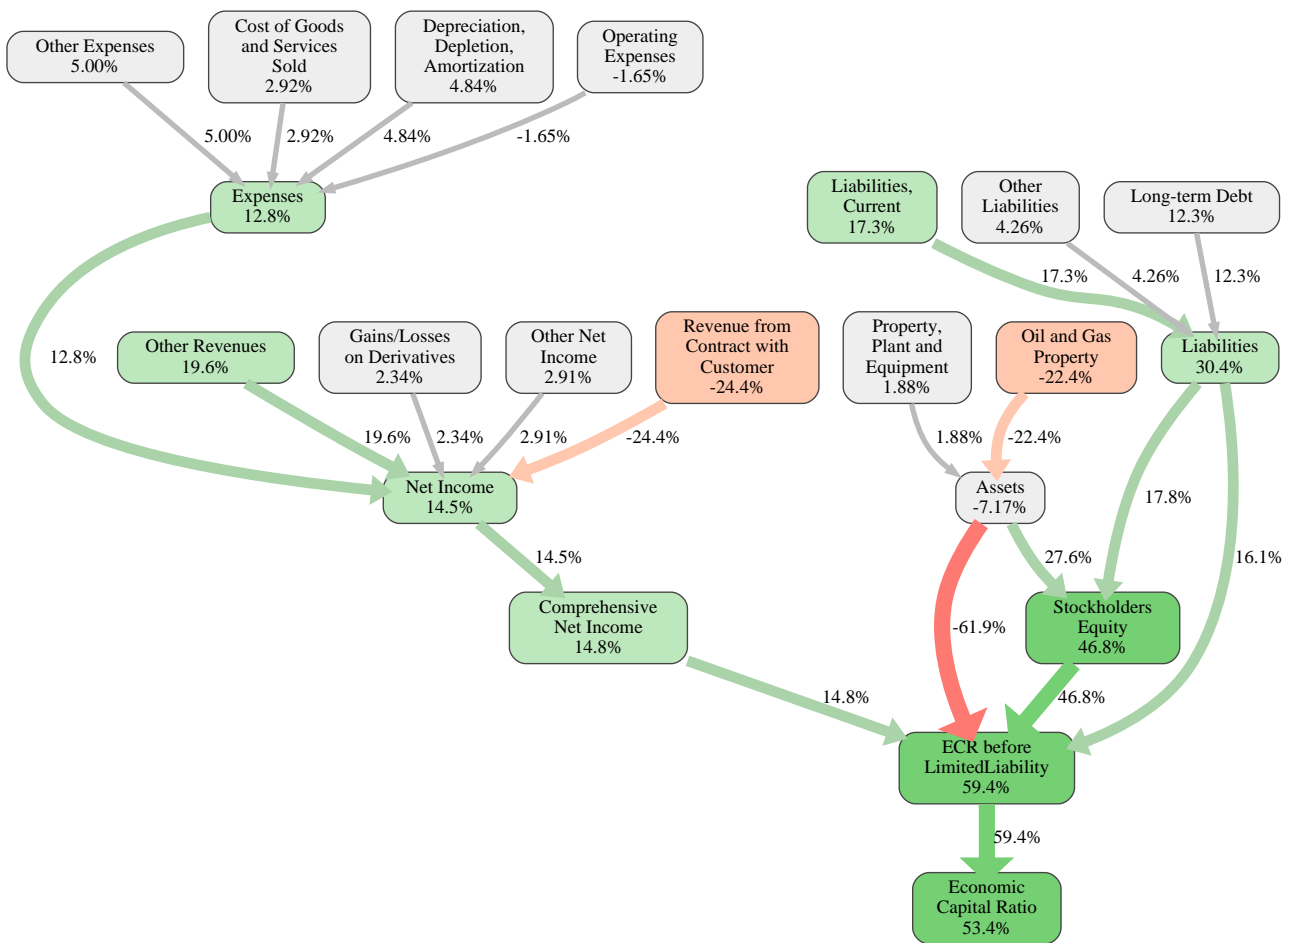 Other Expenses
5.00%
Cost of Goods
and Services
Sold
2.92%
Depreciation,
Depletion,
Amortization
4.84%
Operating
Expenses
-1.65%
5.00%
2.92%
4.84%
-1.65%
Expenses
12.8%
Liabilities,
Current
17.3%
Other
Liabilities
4.26%
Long-term Debt
12.3%
17.3%
4.26%
12.3%
12.8%
Other Revenues
19.6%
Gains/Losses
on Derivatives
2.34%
Other Net
Income
2.91%
Revenue from
Contract with
Customer
-24.4%
Property,
Plant and
Equipment
1.88%
Oil and Gas
Property
-22.4%
Liabilities
30.4%
19.6%
2.34%
2.91%
-24.4%
1.88%
-22.4%
Net Income
14.5%
Assets
-7.17%
17.8%
14.5%
27.6%
16.1%
Comprehensive
Net Income
14.8%
-61.9%
Stockholders
Equity
46.8%
14.8%
46.8%
ECR before
LimitedLiability
59.4%
59.4%
Economic
Capital Ratio
53.4%